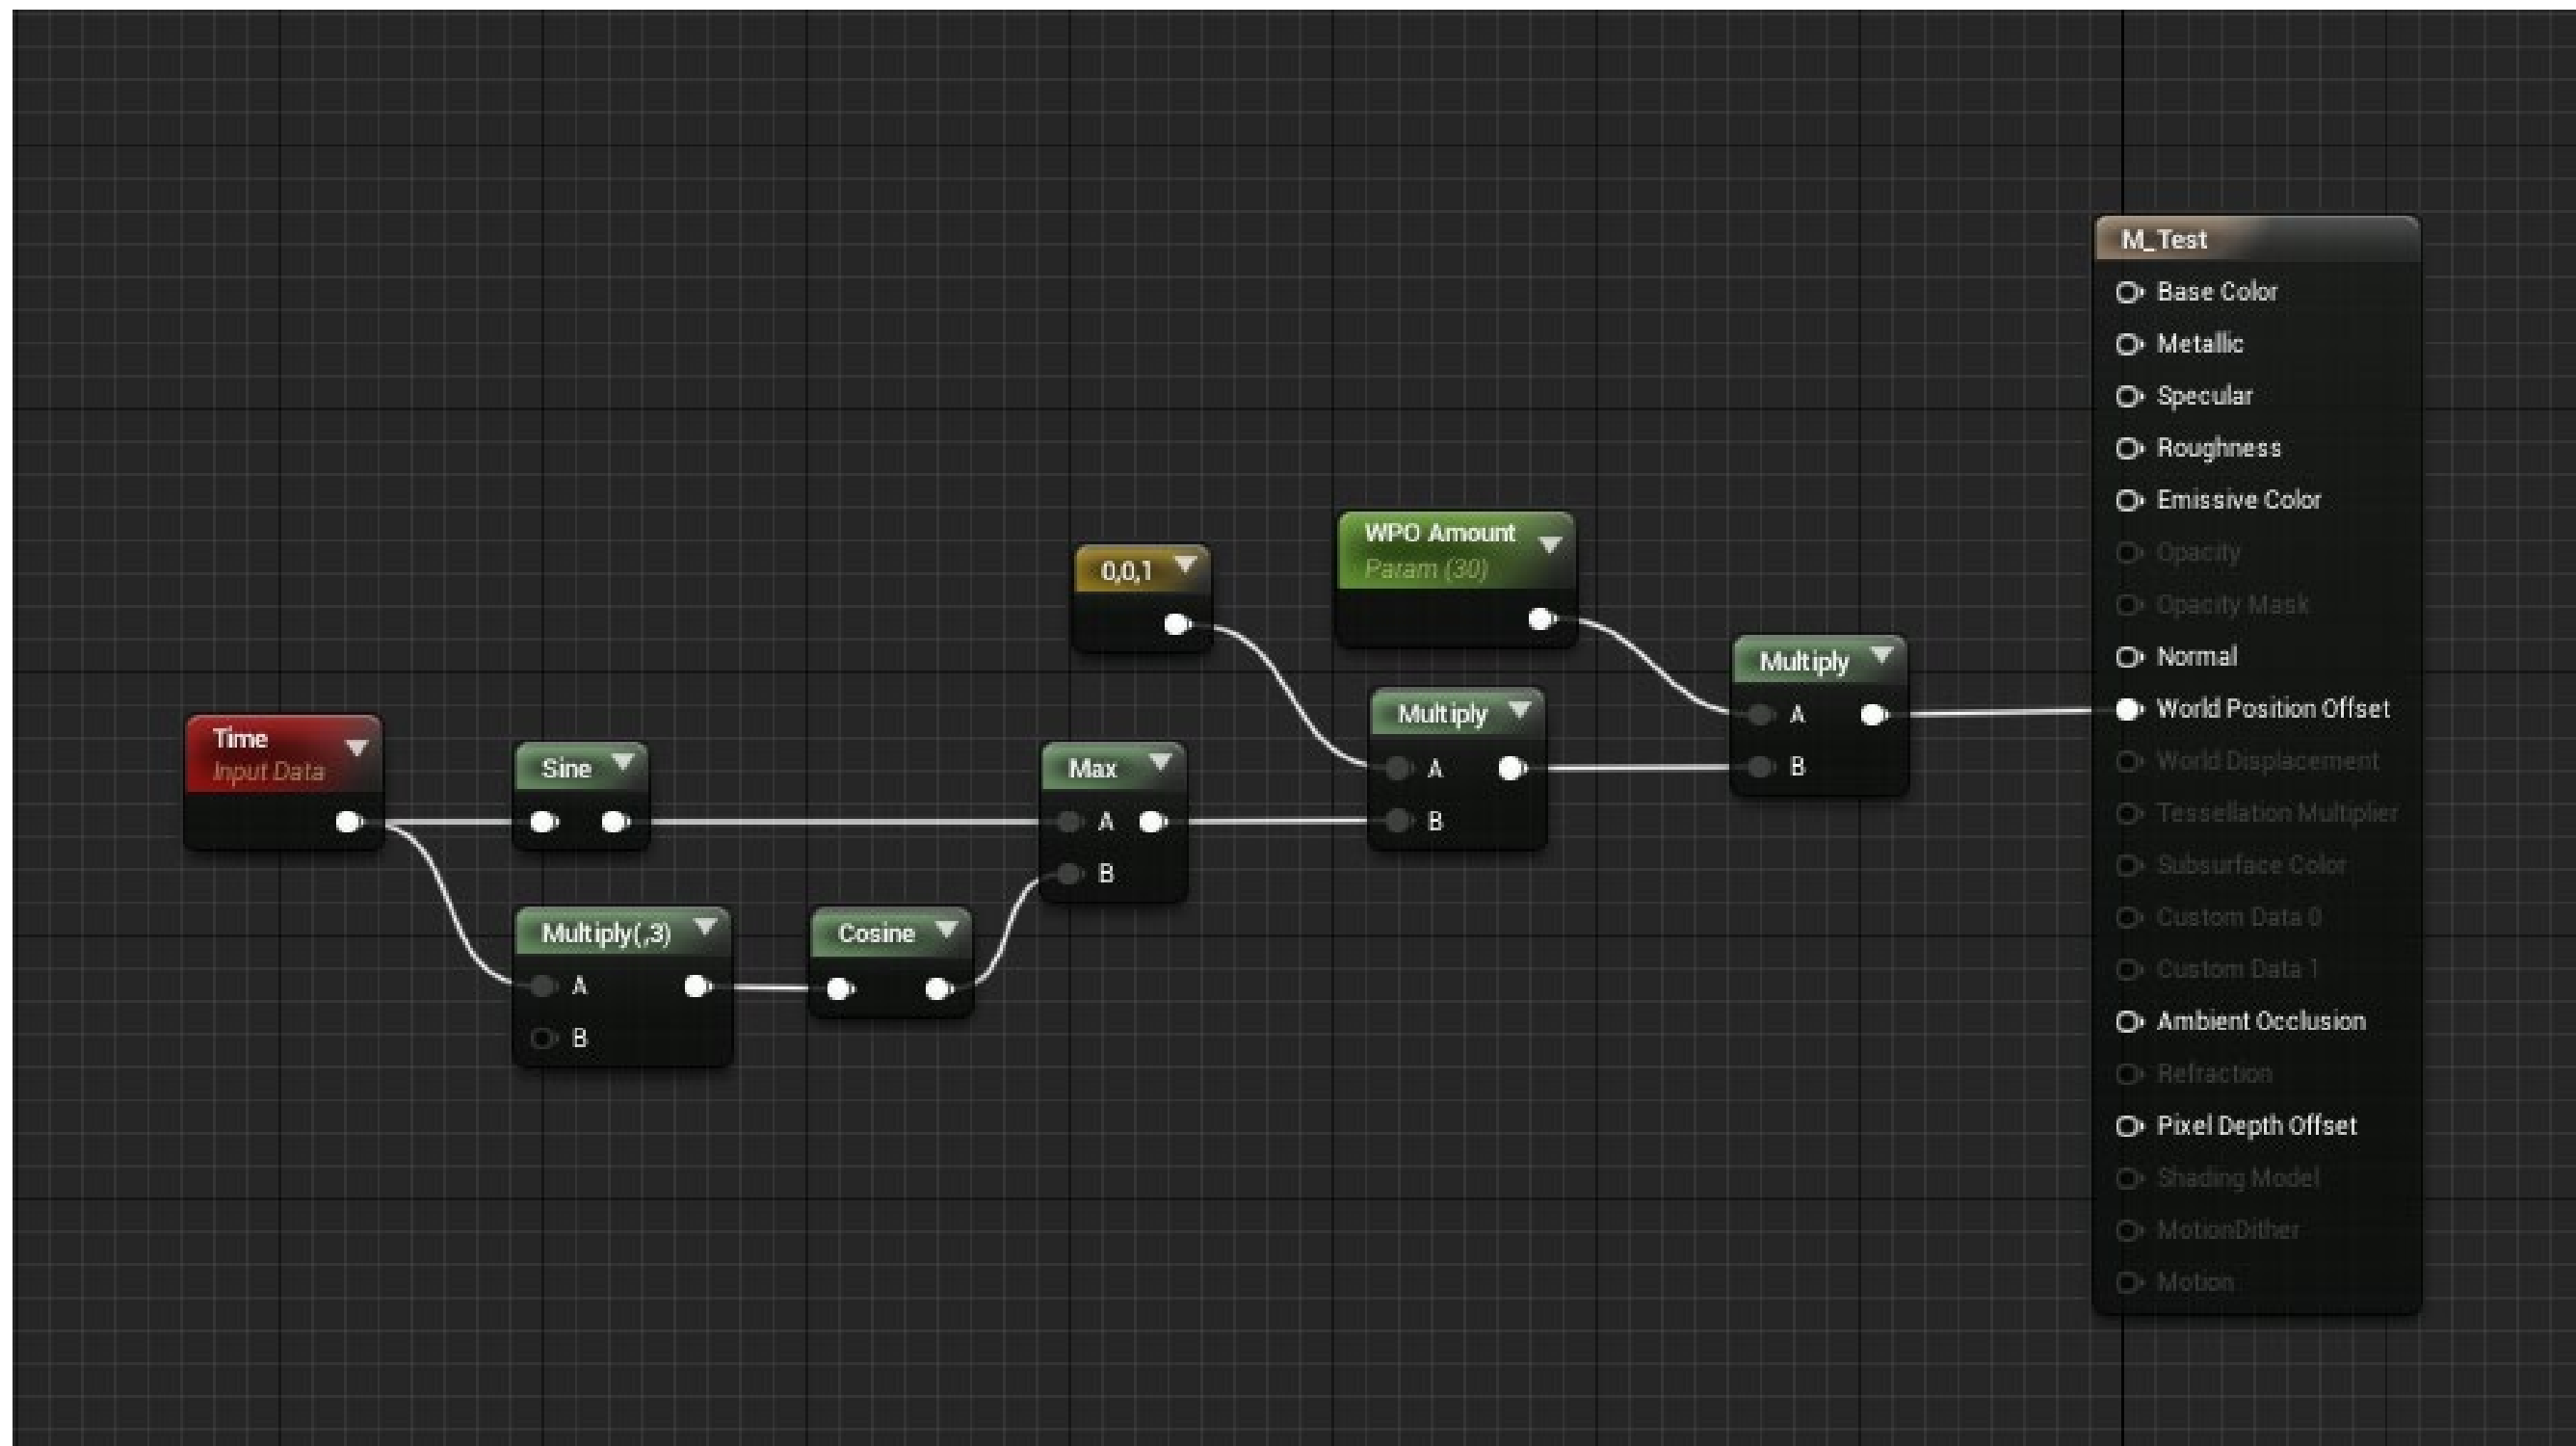 Time
Input Data
Sine
Multiply(,3)
A
B
Cosine
Max
A
B
0,0,1
WPO Amount
Param (30)
Multiply
A
B
Multiply
A
B
M_Test
Base Color
Metallic
Specular
Roughness
Emissive Color
Opacity
Opacity Mask
Normal
World Position Offset
World Displacement
Tessellation Multiplier
Subsurface Color
Custom Data 0
Custom Data 1
Ambient Occlusion
Refraction
Pixel Depth Offset
Shading Model
MotionDither
Motion